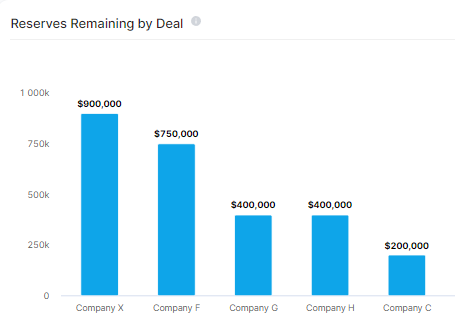 Reserves Remaining by Deal
1 000k
$900,000
$750,000
750k
500k
$400,000
$400,000
250k
$200,000
0
Company X
Company F
Company G
Company H
Company C